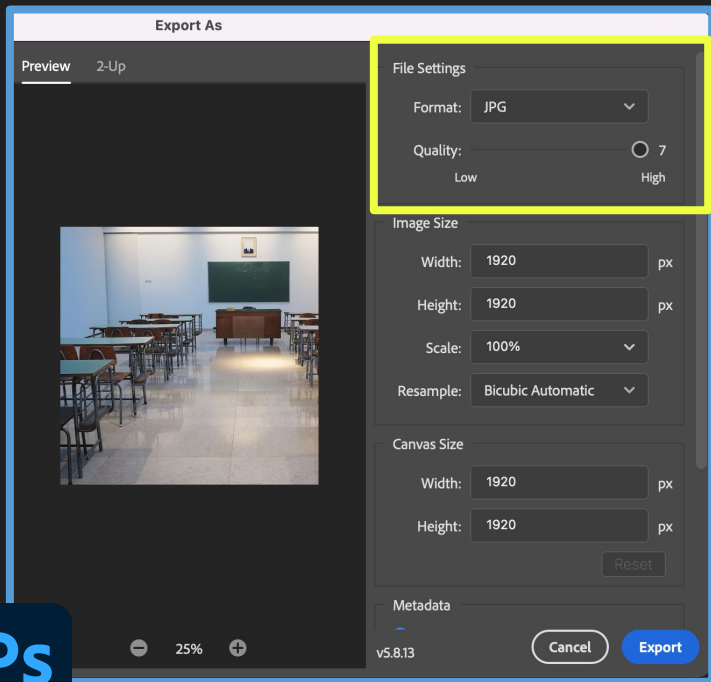 Export As
Preview 2-Up
File Settings
Format: JPG
Quality: 7
Low High
Image Size
Width: 1920 px
Height: 1920 px
Scale: 100%
Resample: Bicubic Automatic
Canvas Size
Width: 1920 px
Height: 1920 px
Reset
Metadata
25%
v5.8.13
Cancel Export
Ps